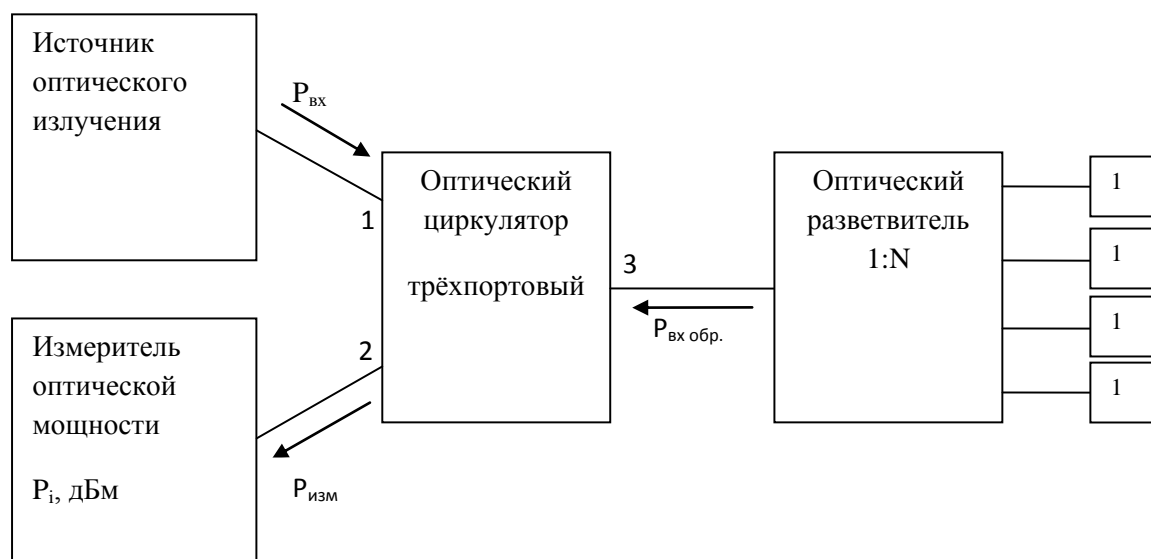 Источник
оптического
излучения
Pвх
Оптический
циркулятор
трёхпортовый
1
2
3
Pвх обр.
Оптический
разветвитель
1:N
1
1
1
1
Измеритель
оптической
мощности
Pi, дБм
Pизм